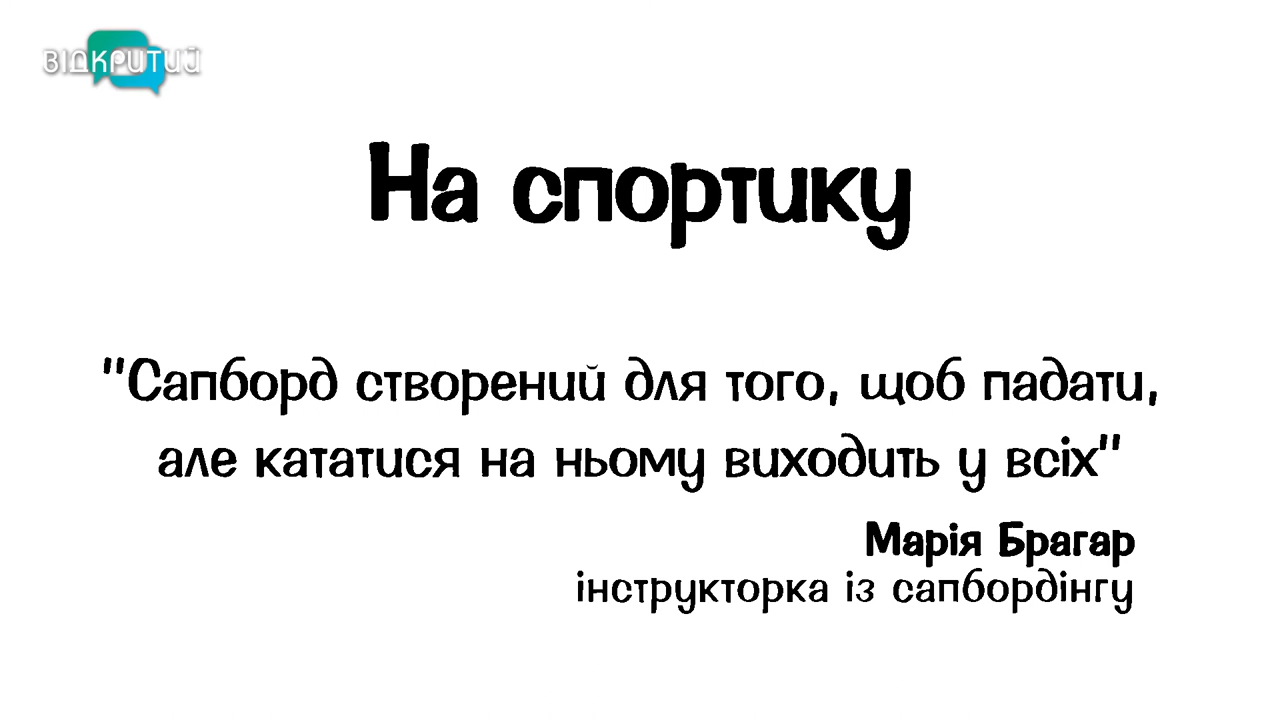 ВІДКРИТИЙ
На спортику
"Сапборд створений для того, щоб падати,
але кататися на ньому виходить у всіх"
Марія Брагар
інструкторка із сапбордінгу